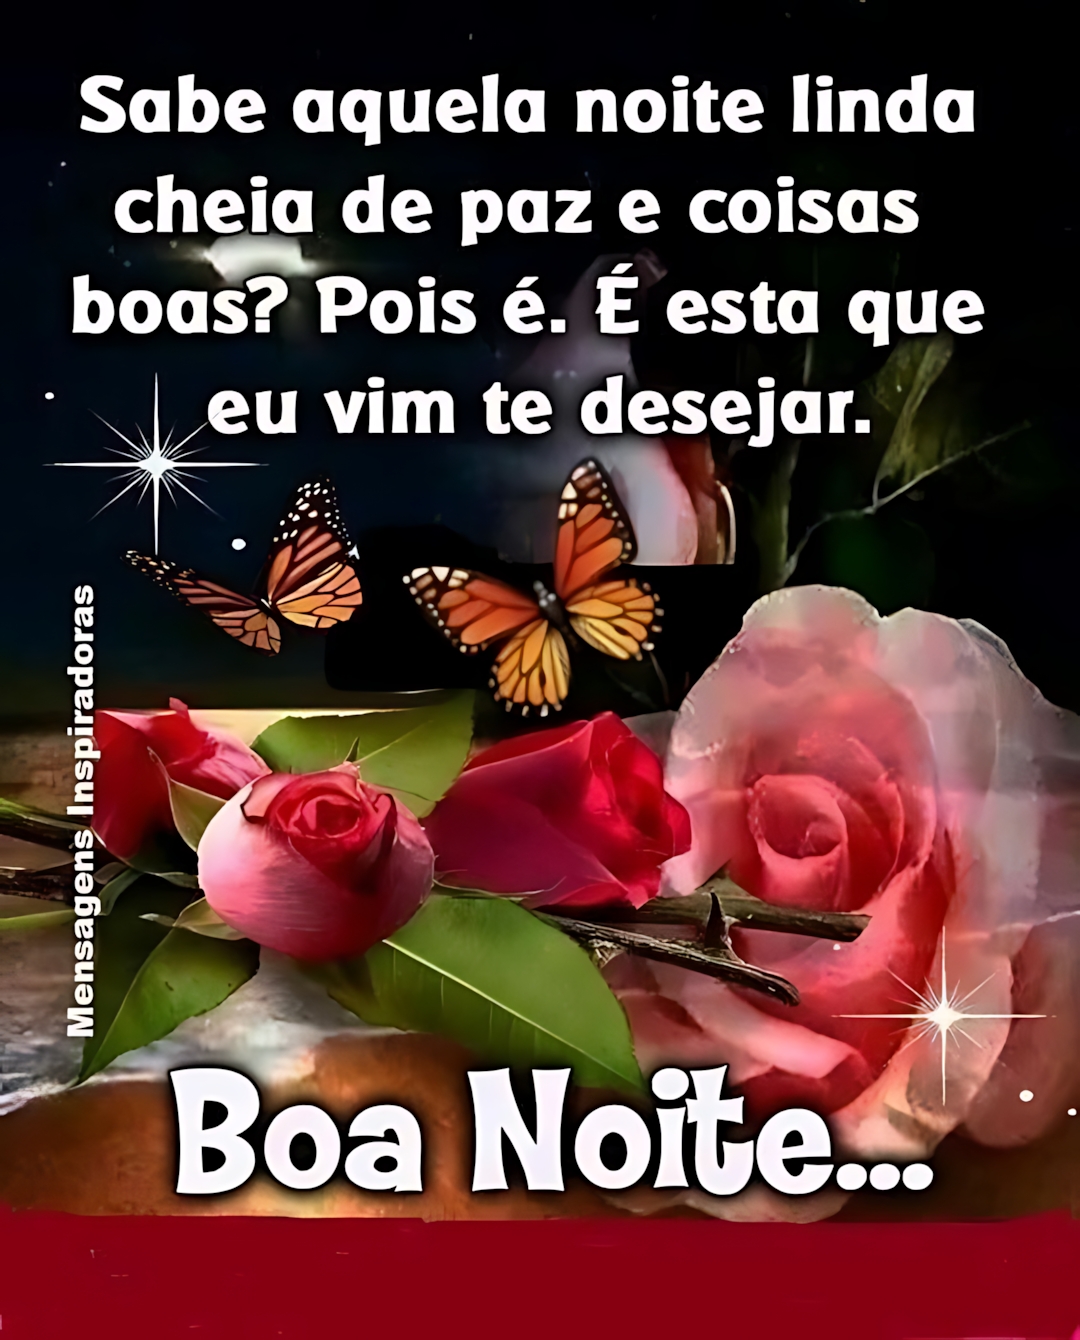 Sabe aquela noite linda
cheia de paz e coisas
boas? Pois é. É esta que
eu vim te desejar.
Mensagens Inspiradoras
Boa Noite...